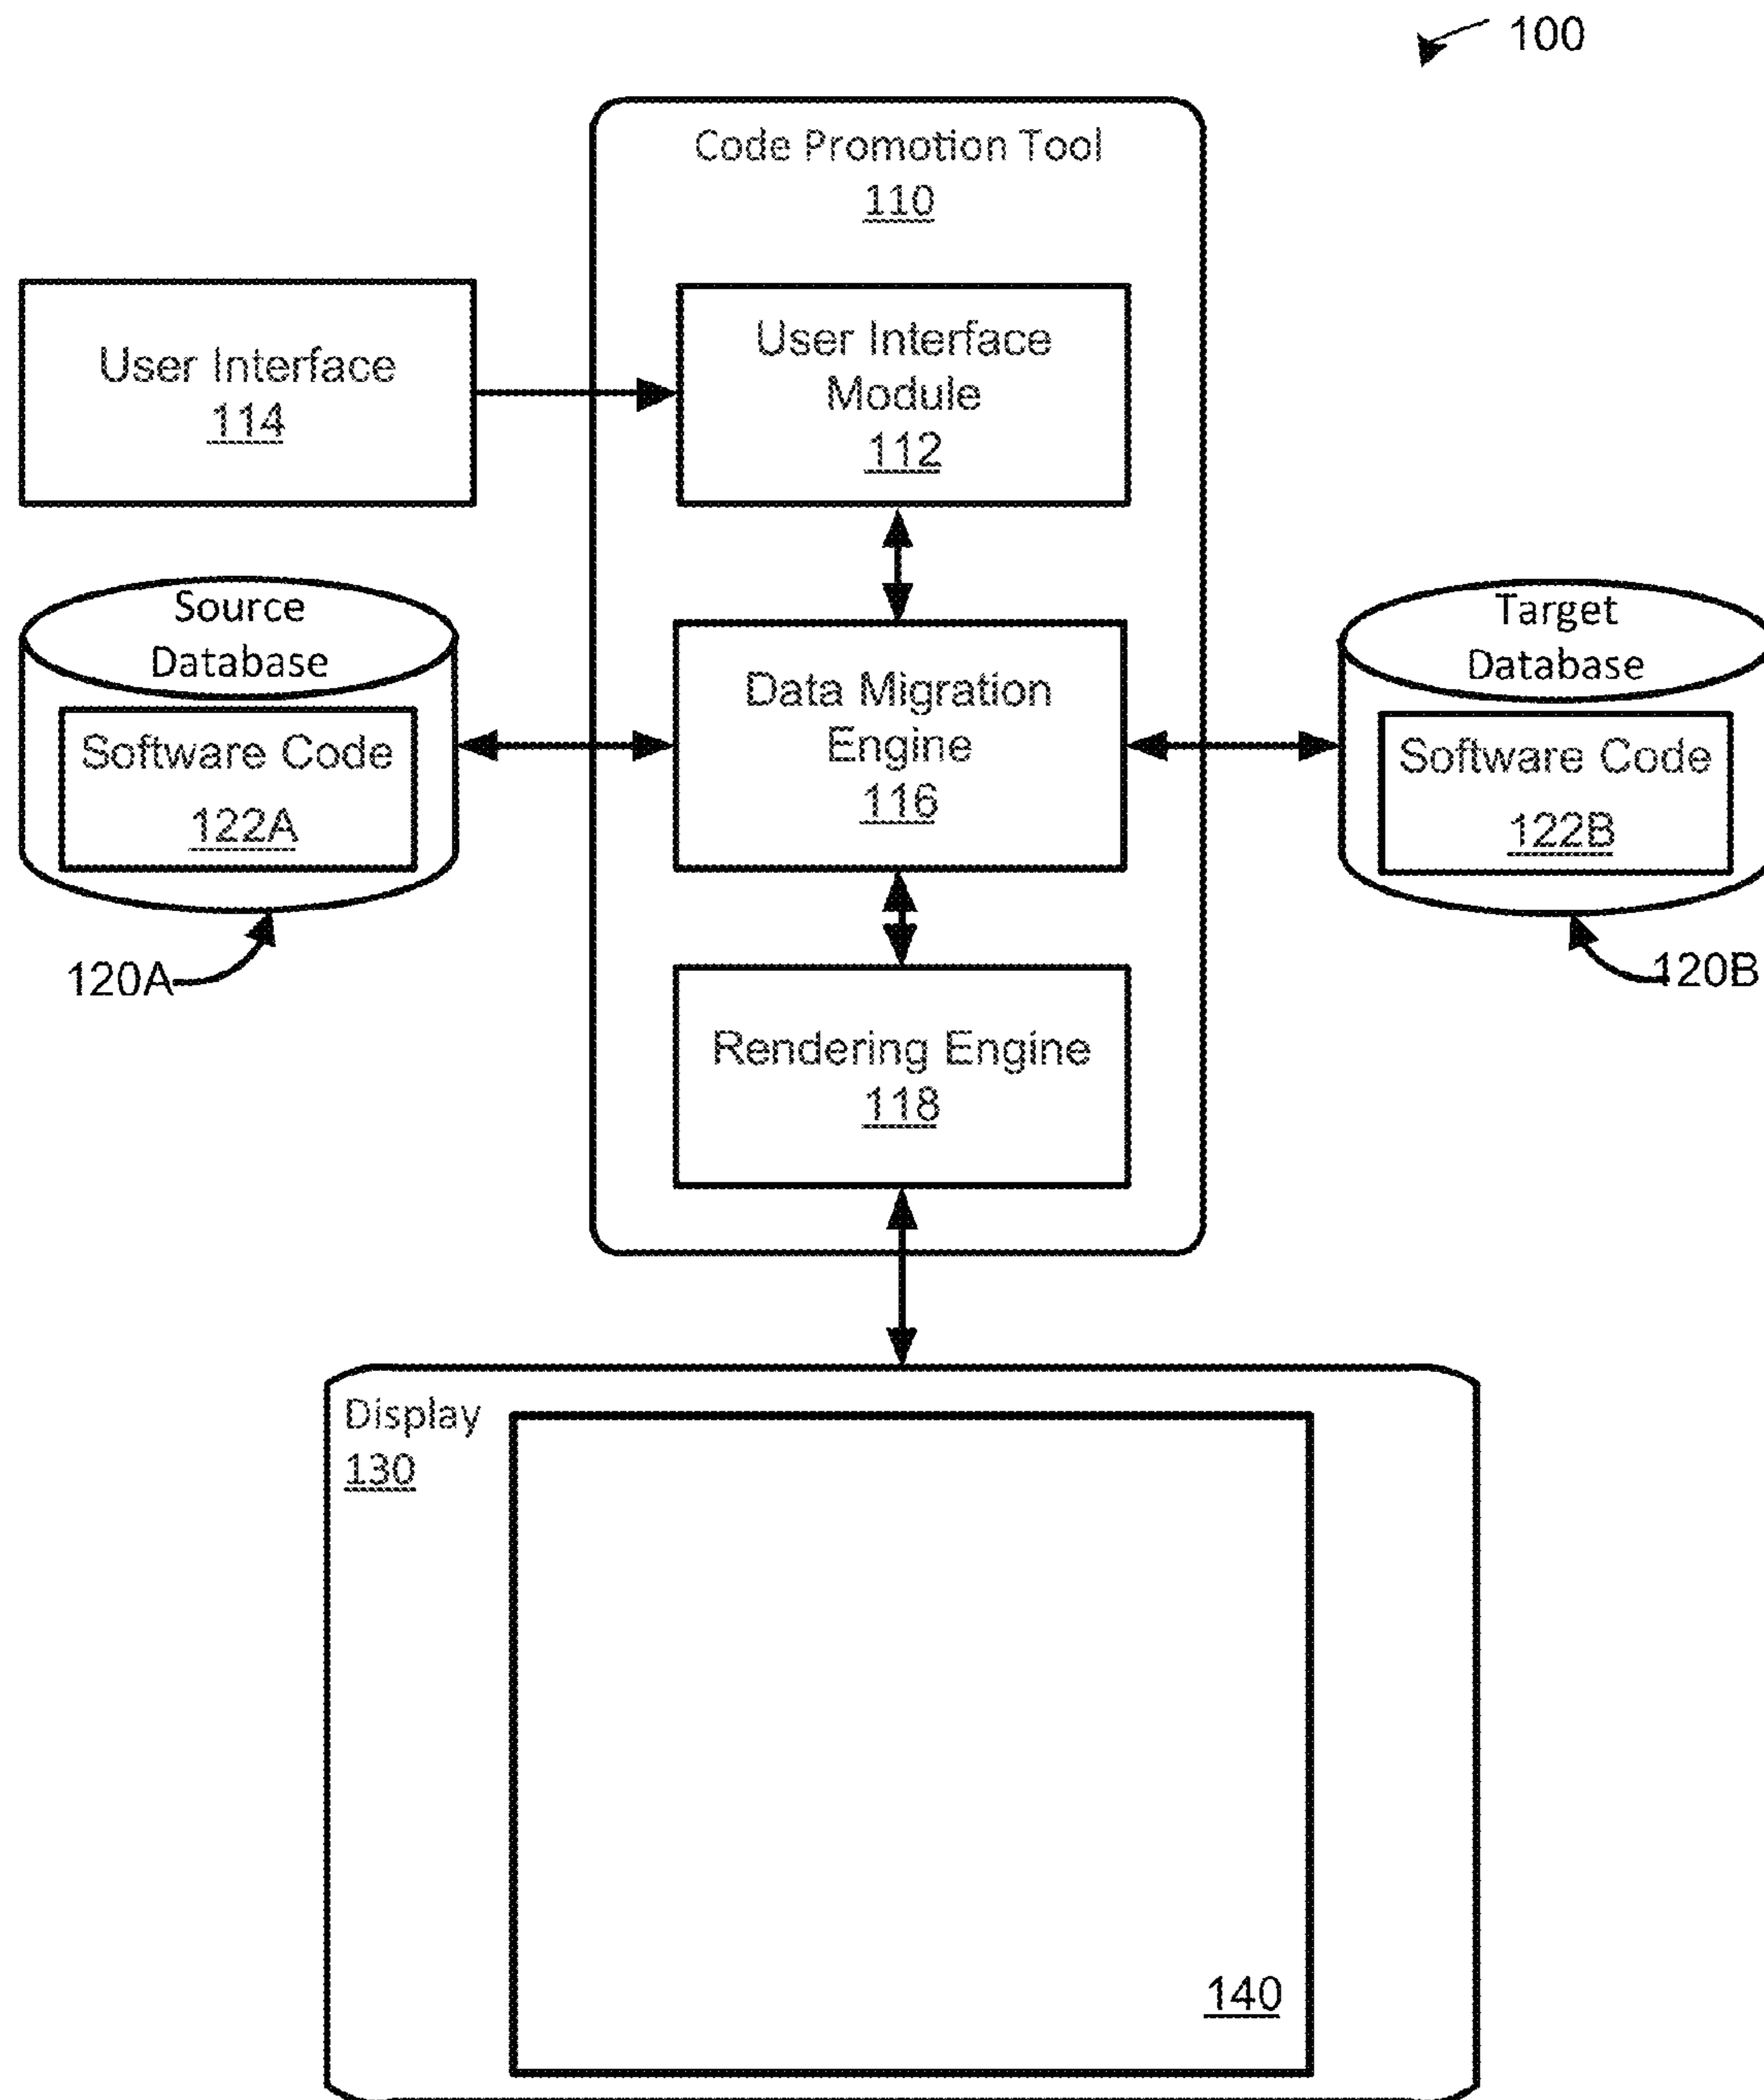 100
Code Promotion Tool
110
User Interface
114
User Interface
Module
112
Source
Database
Software Code
122A
120A
Data Migration
Engine
116
Target
Database
Software Code
122B
120B
Rendering Engine
118
Display
130
140